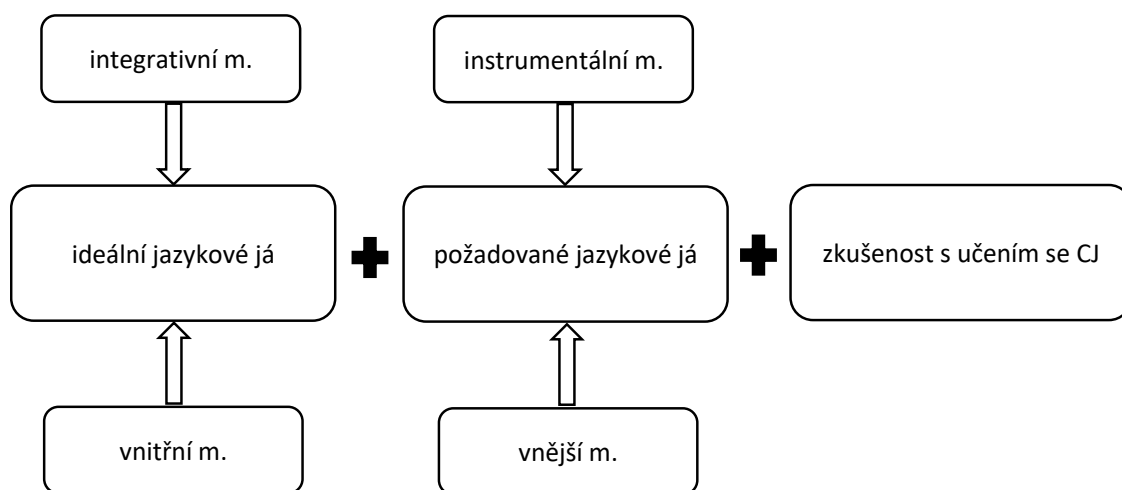 integrativní m.
instrumentální m.
ideální jazykové já
požadované jazykové já
zkušenost s učením se CJ
vnitřní m.
vnější m.